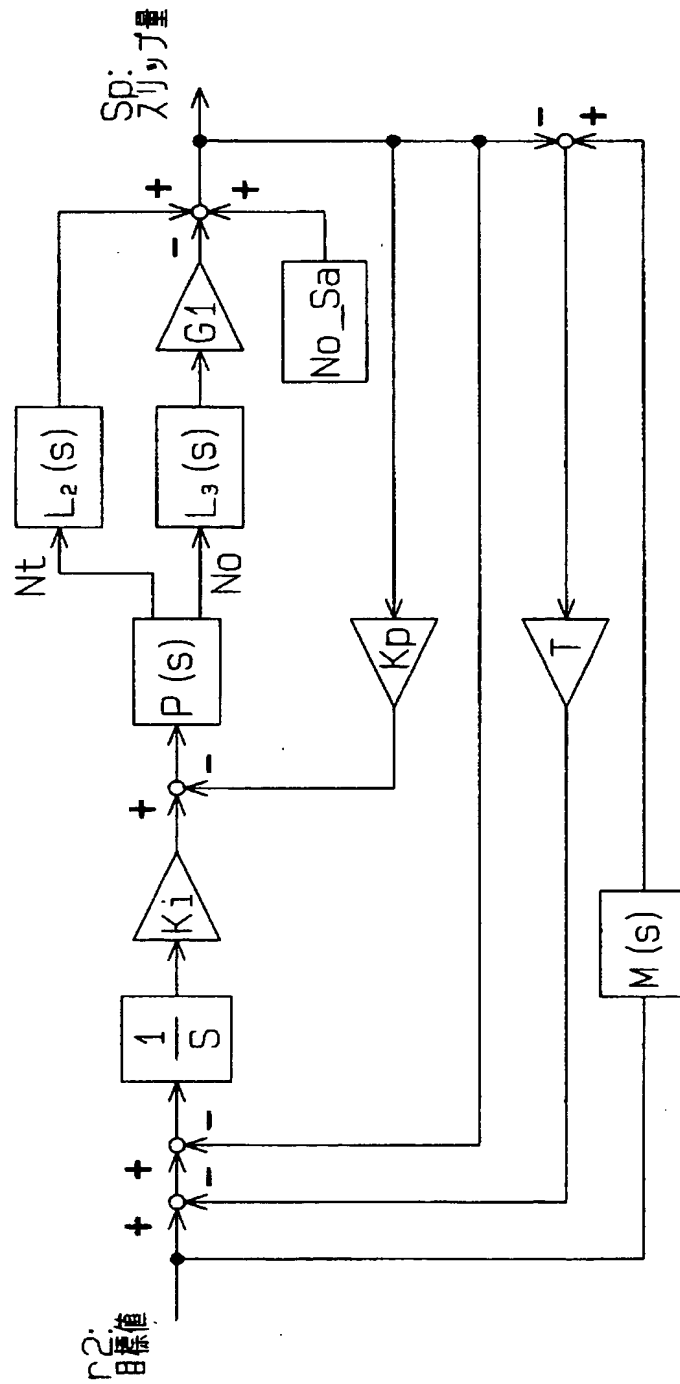 r2:
目標値
+
−
+
−
1
S
Ki
+
−
P(s)
Nt
No
L₂(s)
L₃(s)
G1
No_Sa
+
−
+
Sp:
スリップ量
Kp
T
M(s)
−
+